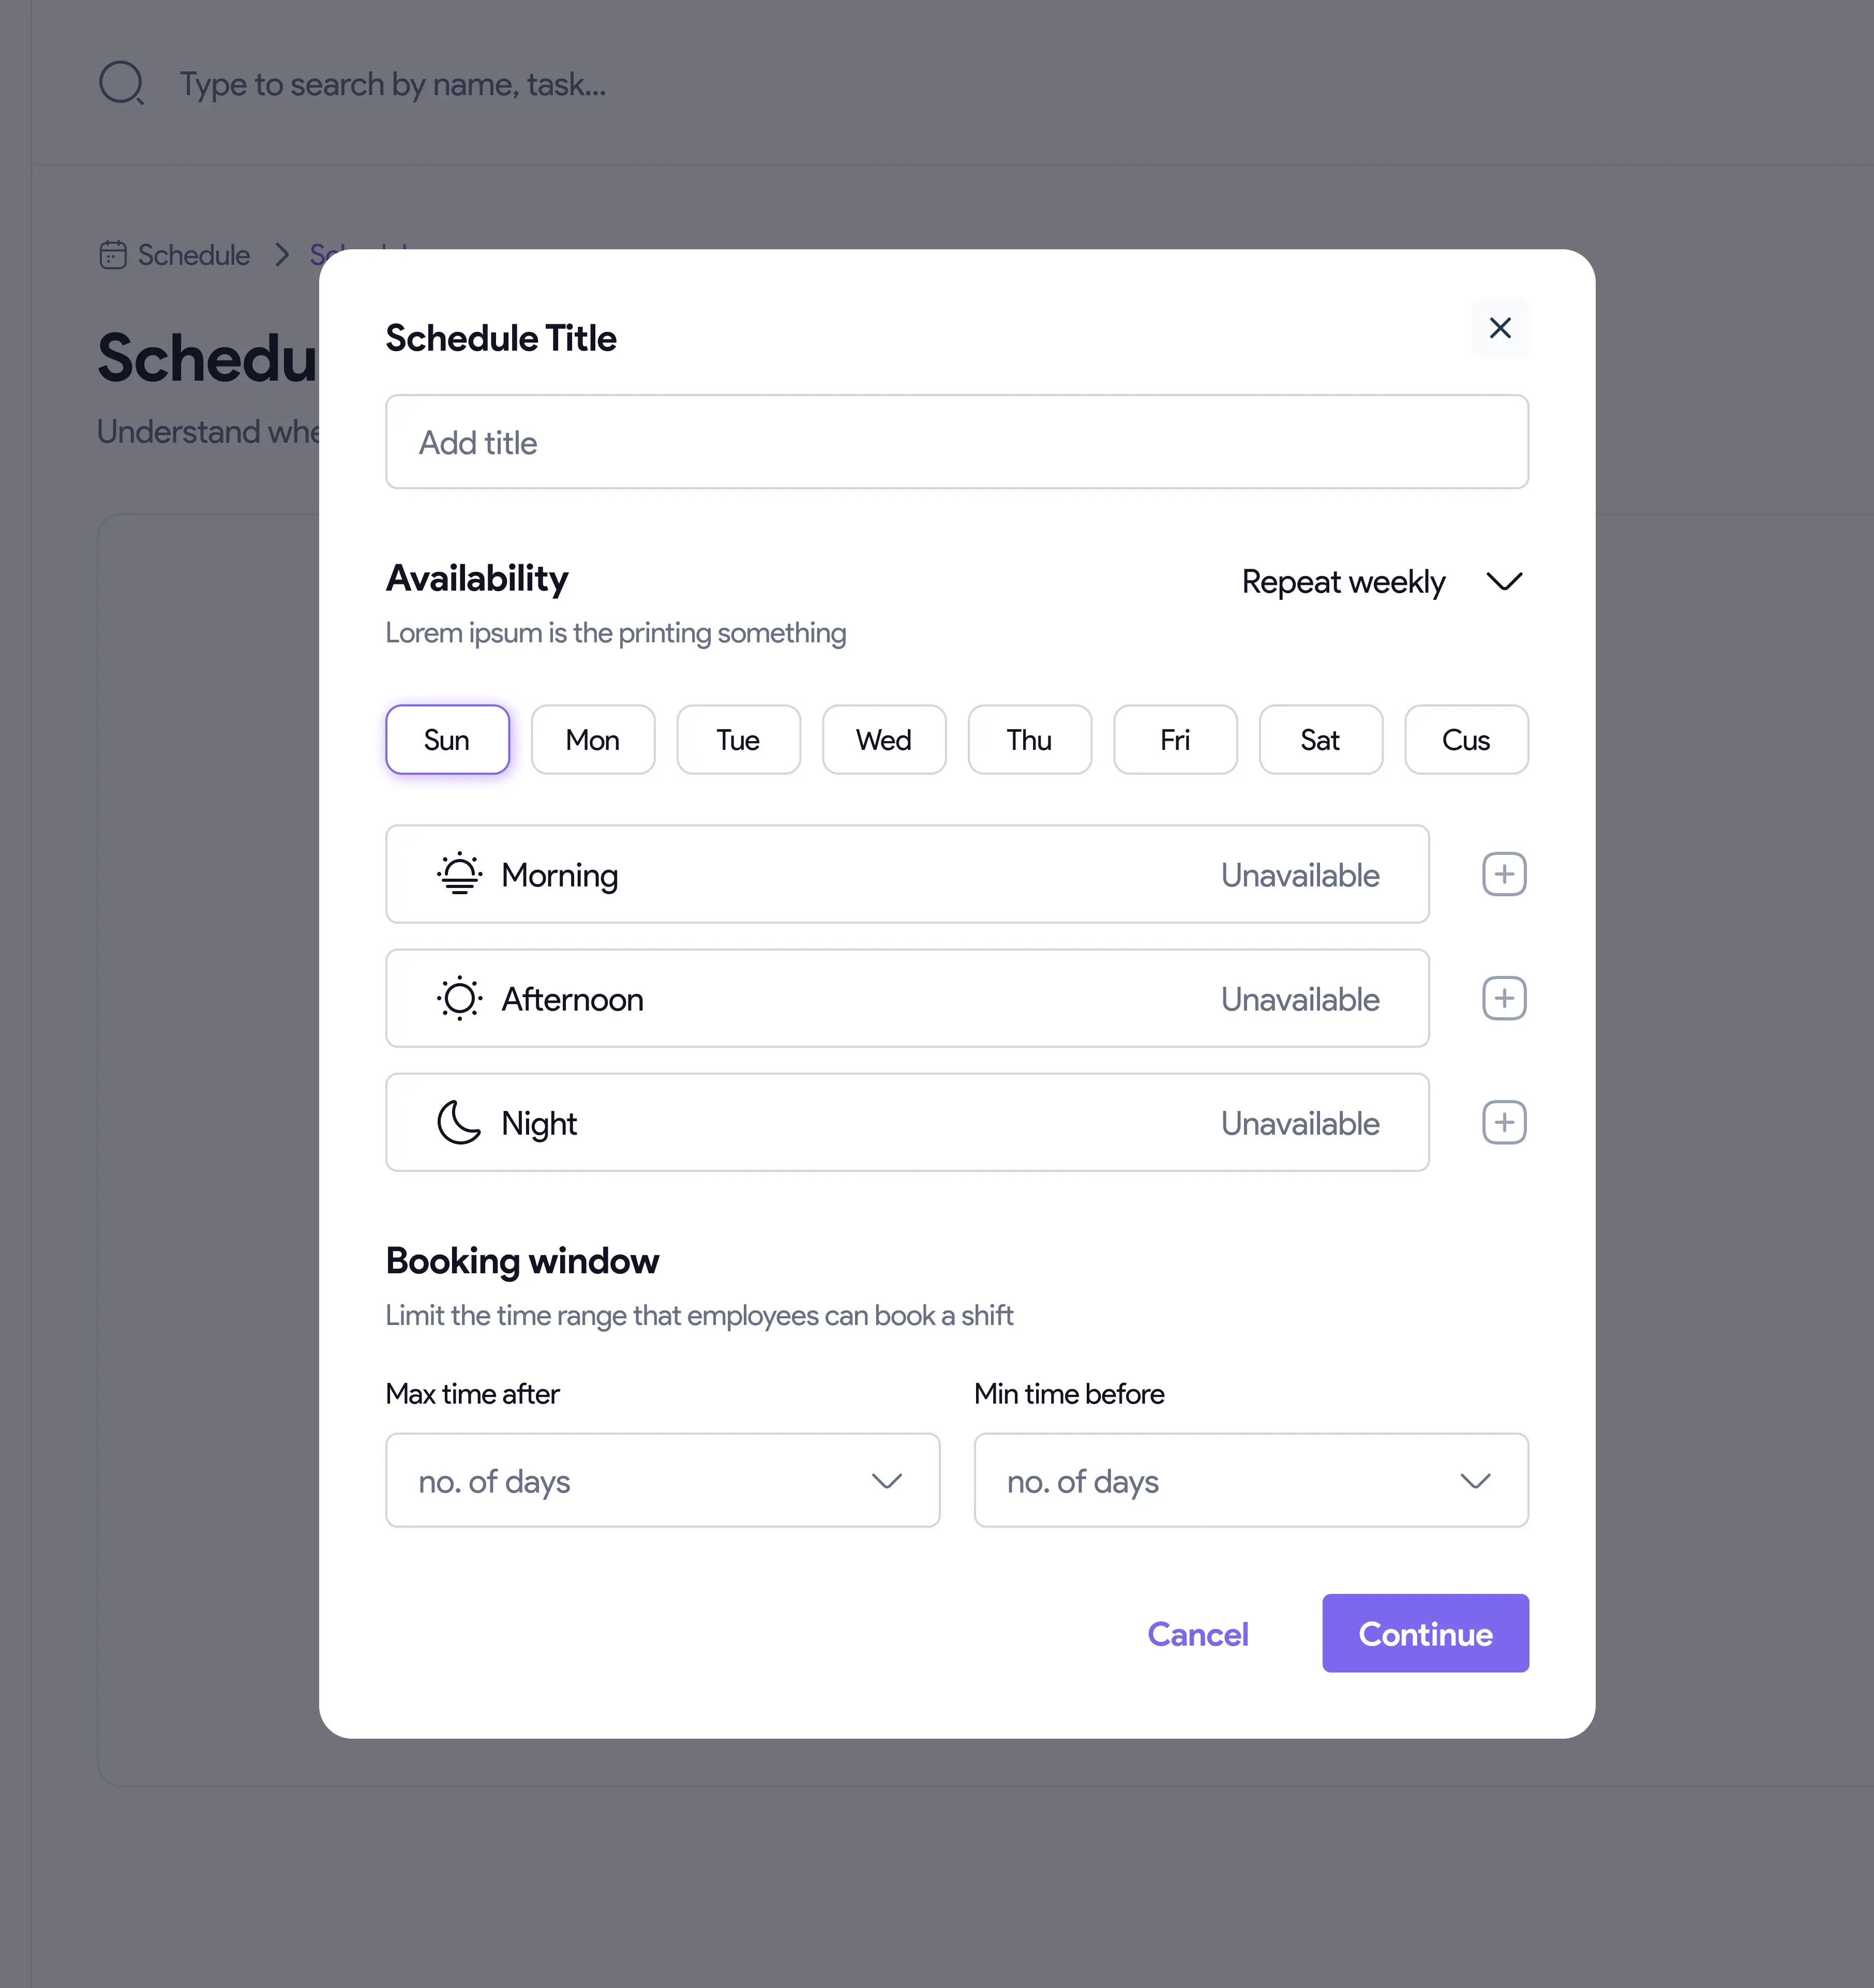 Type to search by name, task...
Schedule
Schedu
Understand whe
Schedule Title
Add title
Availability
Repeat weekly
Lorem ipsum is the printing something
Sun Mon Tue Wed Thu Fri Sat Cus
Morning Unavailable
Afternoon Unavailable
Night Unavailable
Booking window
Limit the time range that employees can book a shift
Max time after Min time before
no. of days no. of days
Cancel Continue